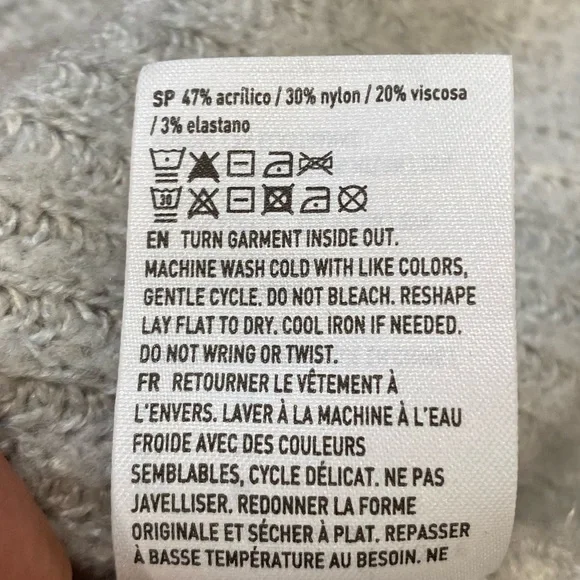 SP 47% acrílico / 30% nylon / 20% viscosa
/ 3% elastano
30
EN TURN GARMENT INSIDE OUT.
MACHINE WASH COLD WITH LIKE COLORS,
GENTLE CYCLE. DO NOT BLEACH. RESHAPE
LAY FLAT TO DRY. COOL IRON IF NEEDED.
DO NOT WRING OR TWIST.
FR RETOURNER LE VÊTEMENT À
L'ENVERS. LAVER À LA MACHINE À L'EAU
FROIDE AVEC DES COULEURS
SEMBLABLES, CYCLE DÉLICAT. NE PAS
JAVELLISER. REDONNER LA FORME
ORIGINALE ET SÉCHER À PLAT. REPASSER
À BASSE TEMPÉRATURE AU BESOIN. NE